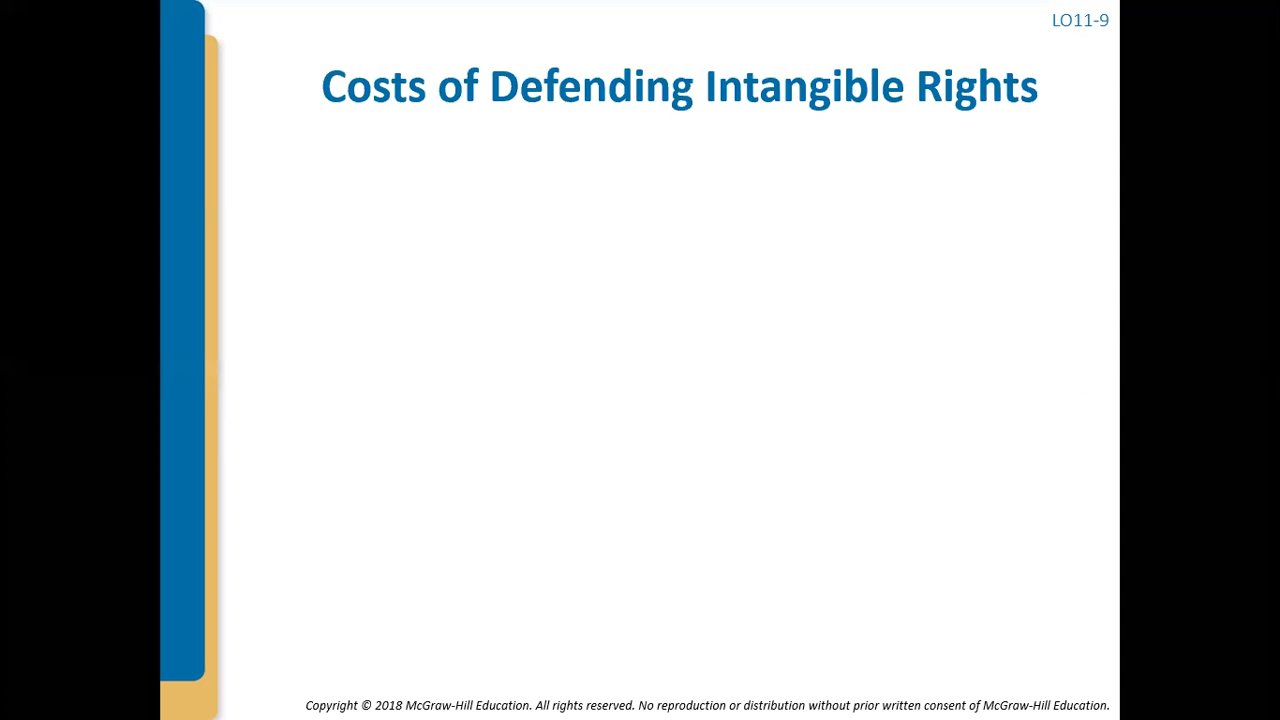 LO11-9
Costs of Defending Intangible Rights
Copyright © 2018 McGraw-Hill Education. All rights reserved. No reproduction or distribution without prior written consent of McGraw-Hill Education.